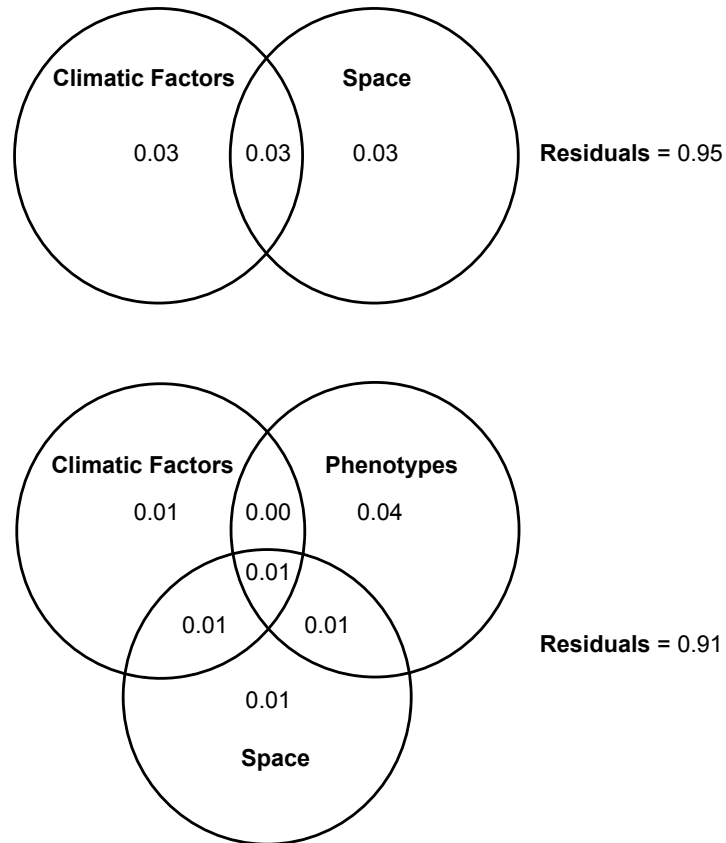 Climatic Factors Space
0.03 0.03 0.03 Residuals = 0.95
Climatic Factors Phenotypes
0.01 0.00 0.04
0.01
0.01 0.01
Residuals = 0.91
0.01
Space